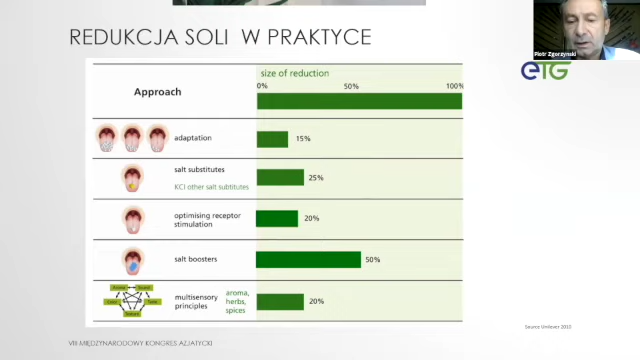 Piotr Zgorzynski
REDUKCJA SOLI W PRAKTYCE
eTG
size of reduction
0%
50%
100%
Approach
adaptation
15%
salt substitutes
KCl other salt subtitutes
25%
optimising receptor
stimulation
20%
salt boosters
50%
multisensory
principles
aroma,
herbs,
spices
20%
Source Unilever 2010
VIII MIĘDZYNARODOWY KONGRES AZJATYCKI